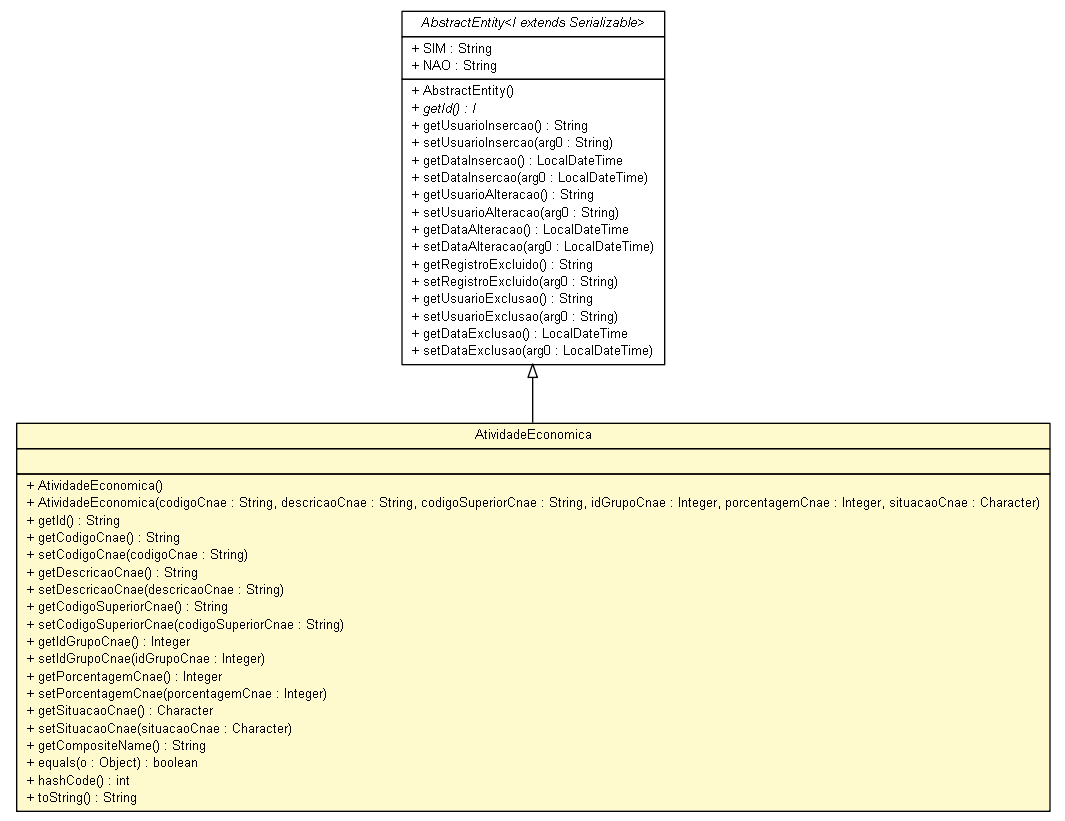 AbstractEntity<I extends Serializable>
+ SIM : String
+ NAO : String
+ AbstractEntity()
+ getId() : I
+ getUsuarioInsercao() : String
+ setUsuarioInsercao(arg0 : String)
+ getDataInsercao() : LocalDateTime
+ setDataInsercao(arg0 : LocalDateTime)
+ getUsuarioAlteracao() : String
+ setUsuarioAlteracao(arg0 : String)
+ getDataAlteracao() : LocalDateTime
+ setDataAlteracao(arg0 : LocalDateTime)
+ getRegistroExcluido() : String
+ setRegistroExcluido(arg0 : String)
+ getUsuarioExclusao() : String
+ setUsuarioExclusao(arg0 : String)
+ getDataExclusao() : LocalDateTime
+ setDataExclusao(arg0 : LocalDateTime)
AtividadeEconomica
+ AtividadeEconomica()
+ AtividadeEconomica(codigoCnae : String, descricaoCnae : String, codigoSuperiorCnae : String, idGrupoCnae : Integer, porcentagemCnae : Integer, situacaoCnae : Character)
+ getId() : String
+ getCodigoCnae() : String
+ setCodigoCnae(codigoCnae : String)
+ getDescricaoCnae() : String
+ setDescricaoCnae(descricaoCnae : String)
+ getCodigoSuperiorCnae() : String
+ setCodigoSuperiorCnae(codigoSuperiorCnae : String)
+ getIdGrupoCnae() : Integer
+ setIdGrupoCnae(idGrupoCnae : Integer)
+ getPorcentagemCnae() : Integer
+ setPorcentagemCnae(porcentagemCnae : Integer)
+ getSituacaoCnae() : Character
+ setSituacaoCnae(situacaoCnae : Character)
+ getCompositeName() : String
+ equals(o : Object) : boolean
+ hashCode() : int
+ toString() : String